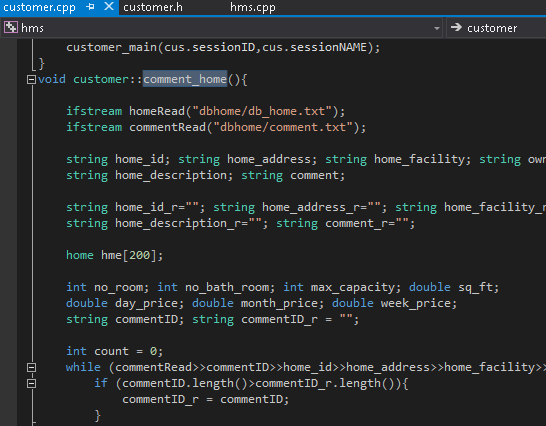 customer.cpp customer.h hms.cpp
hms customer
customer_main(cus.sessionID,cus.sessionNAME);
}
void customer::comment_home(){
ifstream homeRead("dbhome/db_home.txt");
ifstream commentRead("dbhome/comment.txt");
string home_id; string home_address; string home_facility; string own
string home_description; string comment;
string home_id_r=""; string home_address_r=""; string home_facility_r
string home_description_r=""; string comment_r="";
home hme[200];
int no_room; int no_bath_room; int max_capacity; double sq_ft;
double day_price; double month_price; double week_price;
string commentID; string commentID_r = "";
int count = 0;
while (commentRead>>commentID>>home_id>>home_address>>home_facility>>
if (commentID.length()>commentID_r.length()){
commentID_r = commentID;
}